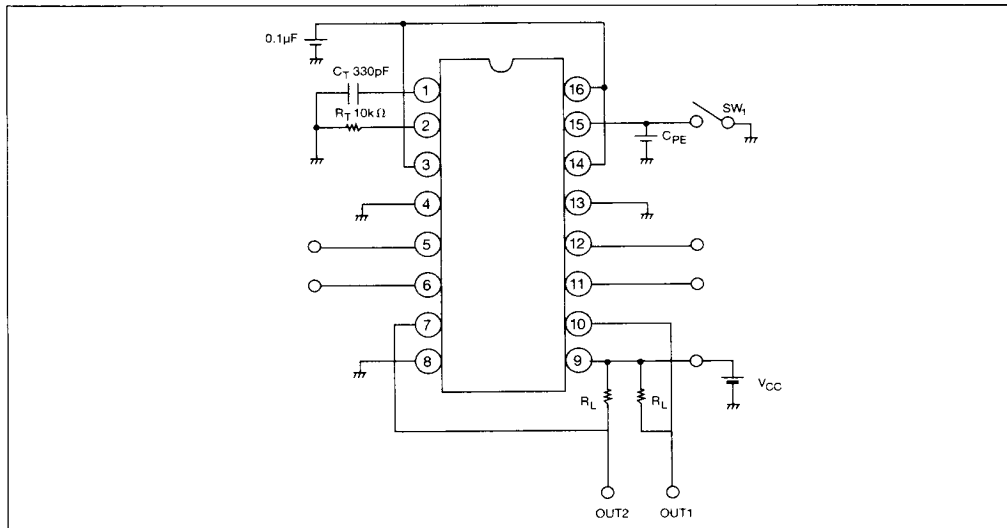 0.1μF
C_T 330pF
R_T 10kΩ
1
2
3
4
5
6
7
8
16
15
14
13
12
11
10
9
SW₁
C_PE
V_CC
R_L
R_L
OUT2
OUT1